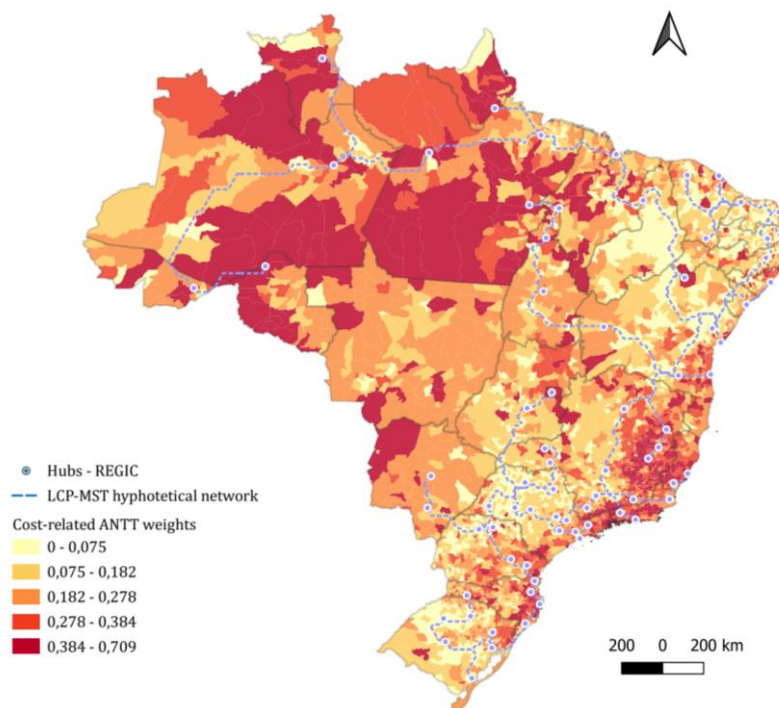 Hubs - REGIC
LCP-MST hyphotetical network
Cost-related ANTT weights
0 - 0,075
0,075 - 0,182
0,182 - 0,278
0,278 - 0,384
0,384 - 0,709
200 0 200 km